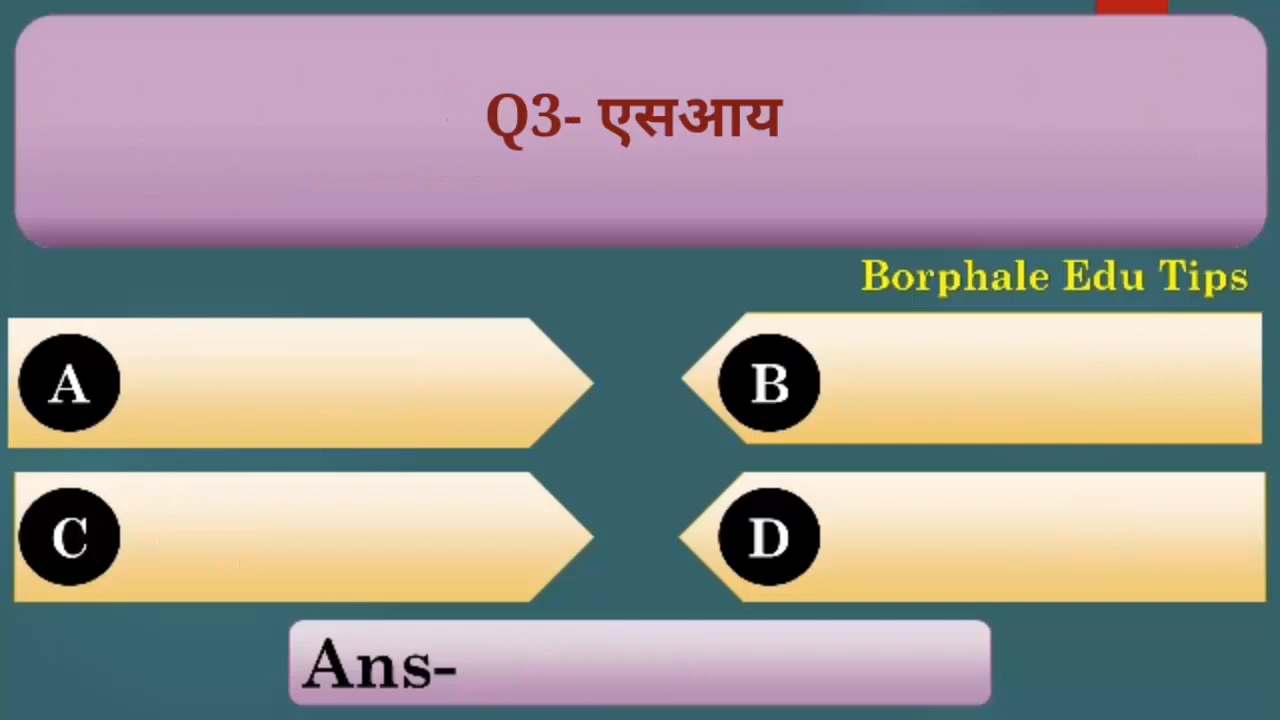 Q3- एसआय
Borphale Edu Tips
A
B
C
D
Ans-